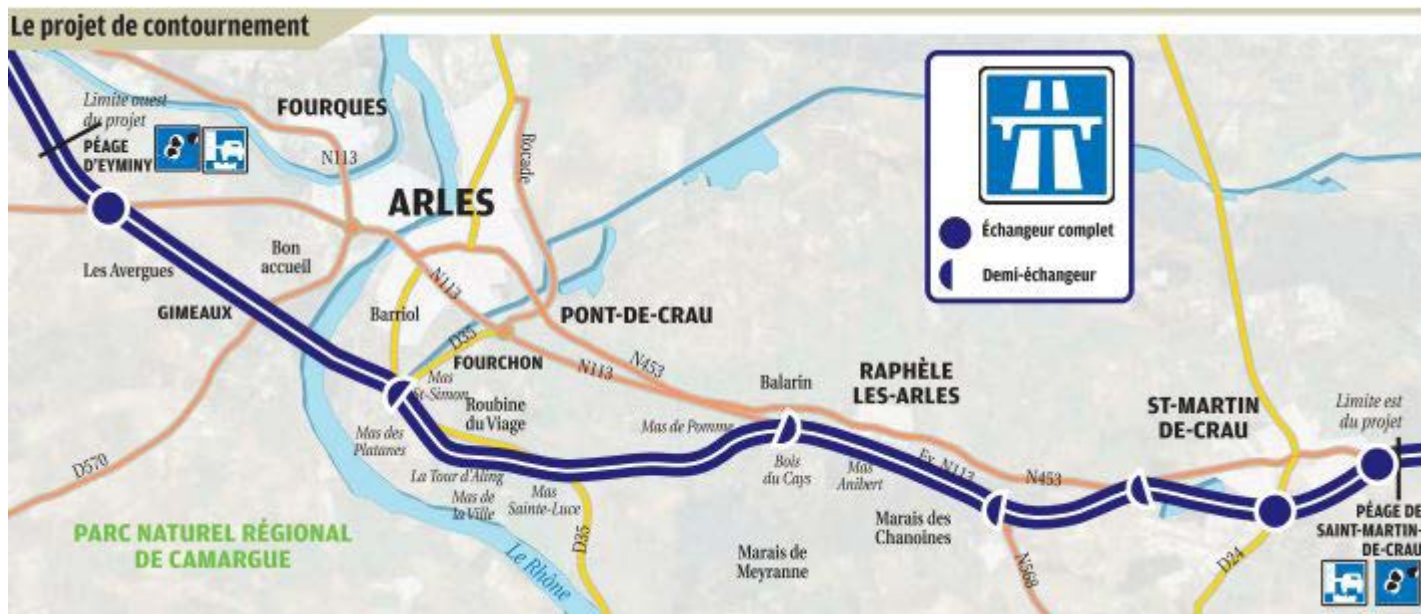 Le projet de contournement
Limite ouest
du projet
PÉAGE
D'EYMINY
FOURQUES
N113
Rocade
ARLES
Les Avergues
Bon
accueil
GIMEAUX
Barriol
N113
D35
FOURCHON
PONT-DE-CRAU
N113
N453
Échangeur complet
Demi-échangeur
Mas
St-Simon
Roubine
du Viage
Mas des
Platanes
La Tour d'Aling
Mas de
la Ville
Mas
Sainte-Luce
D570
D35
Le Rhône
PARC NATUREL RÉGIONAL
DE CAMARGUE
Balarin
RAPHÈLE
LES-ARLES
Mas de Pomme
Bois
du Cays
Mas
Anibert
Ex. N113
N453
Marais des
Chanoines
Marais de
Meyranne
N568
ST-MARTIN
DE-CRAU
Limite est
du projet
D24
PÉAGE DE
SAINT-MARTIN-
DE-CRAU